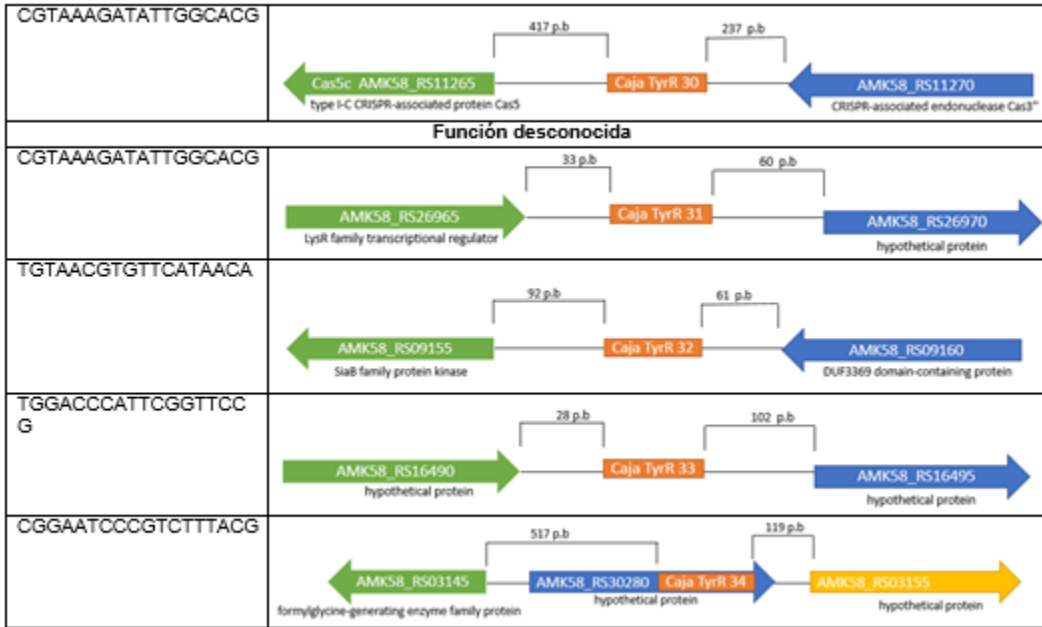 CGTAAAGATATTGGCACG
417 p.b
237 p.b
Cas5c AMK58_RS11265
Caja TyrR 30
AMK58_RS11270
type I-C CRISPR-associated protein Cas5
CRISPR-associated endonuclease Cas3"
Función desconocida
CGTAAAGATATTGGCACG
33 p.b
60 p.b
AMK58_RS26965
Caja TyrR 31
AMK58_RS26970
LysR family transcriptional regulator
hypothetical protein
TGTAACGTGTTCATAACA
92 p.b
61 p.b
AMK58_RS09155
Caja TyrR 32
AMK58_RS09160
SiaB family protein kinase
DUF3369 domain-containing protein
TGGACCCATTCGGTTCC
G
28 p.b
102 p.b
AMK58_RS16490
Caja TyrR 33
AMK58_RS16495
hypothetical protein
hypothetical protein
CGGAATCCCGTCTTTACG
517 p.b
119 p.b
AMK58_RS03145
AMK58_RS30280
Caja TyrR 34
AMK58_RS03155
formylglycine-generating enzyme family protein
hypothetical protein
hypothetical protein